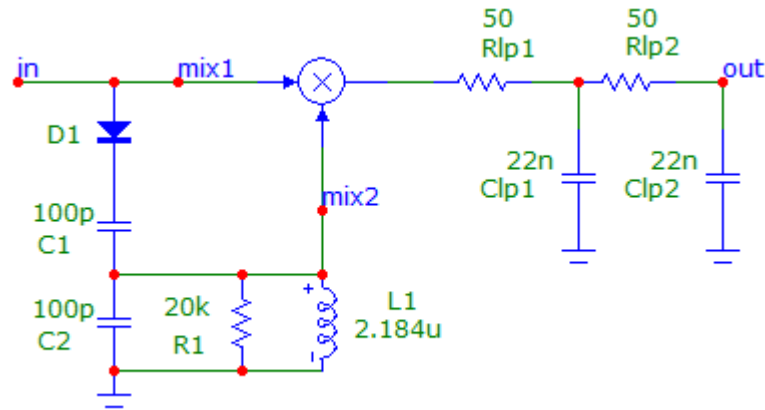 in
mix1
50
Rlp1
50
Rlp2
out
D1
22n
Clp1
22n
Clp2
mix2
100p
C1
100p
C2
20k
R1
+
L1
2.184u
-